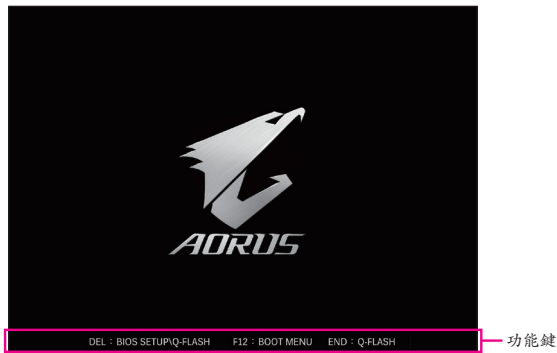 AORUS
DEL：BIOS SETUP\Q-FLASH F12：BOOT MENU END：Q-FLASH
功能鍵